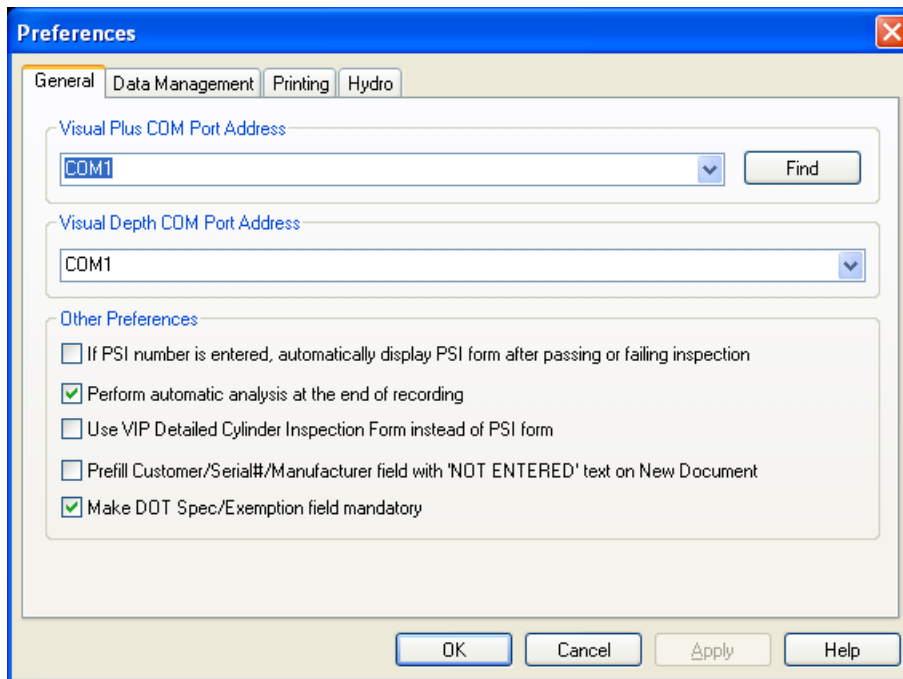 Preferences
General Data Management Printing Hydro
Visual Plus COM Port Address
COM1 Find
Visual Depth COM Port Address
COM1
Other Preferences
If PSI number is entered, automatically display PSI form after passing or failing inspection
Perform automatic analysis at the end of recording
Use VIP Detailed Cylinder Inspection Form instead of PSI form
Prefill Customer/Serial#/Manufacturer field with 'NOT ENTERED' text on New Document
Make DOT Spec/Exemption field mandatory
OK Cancel Apply Help